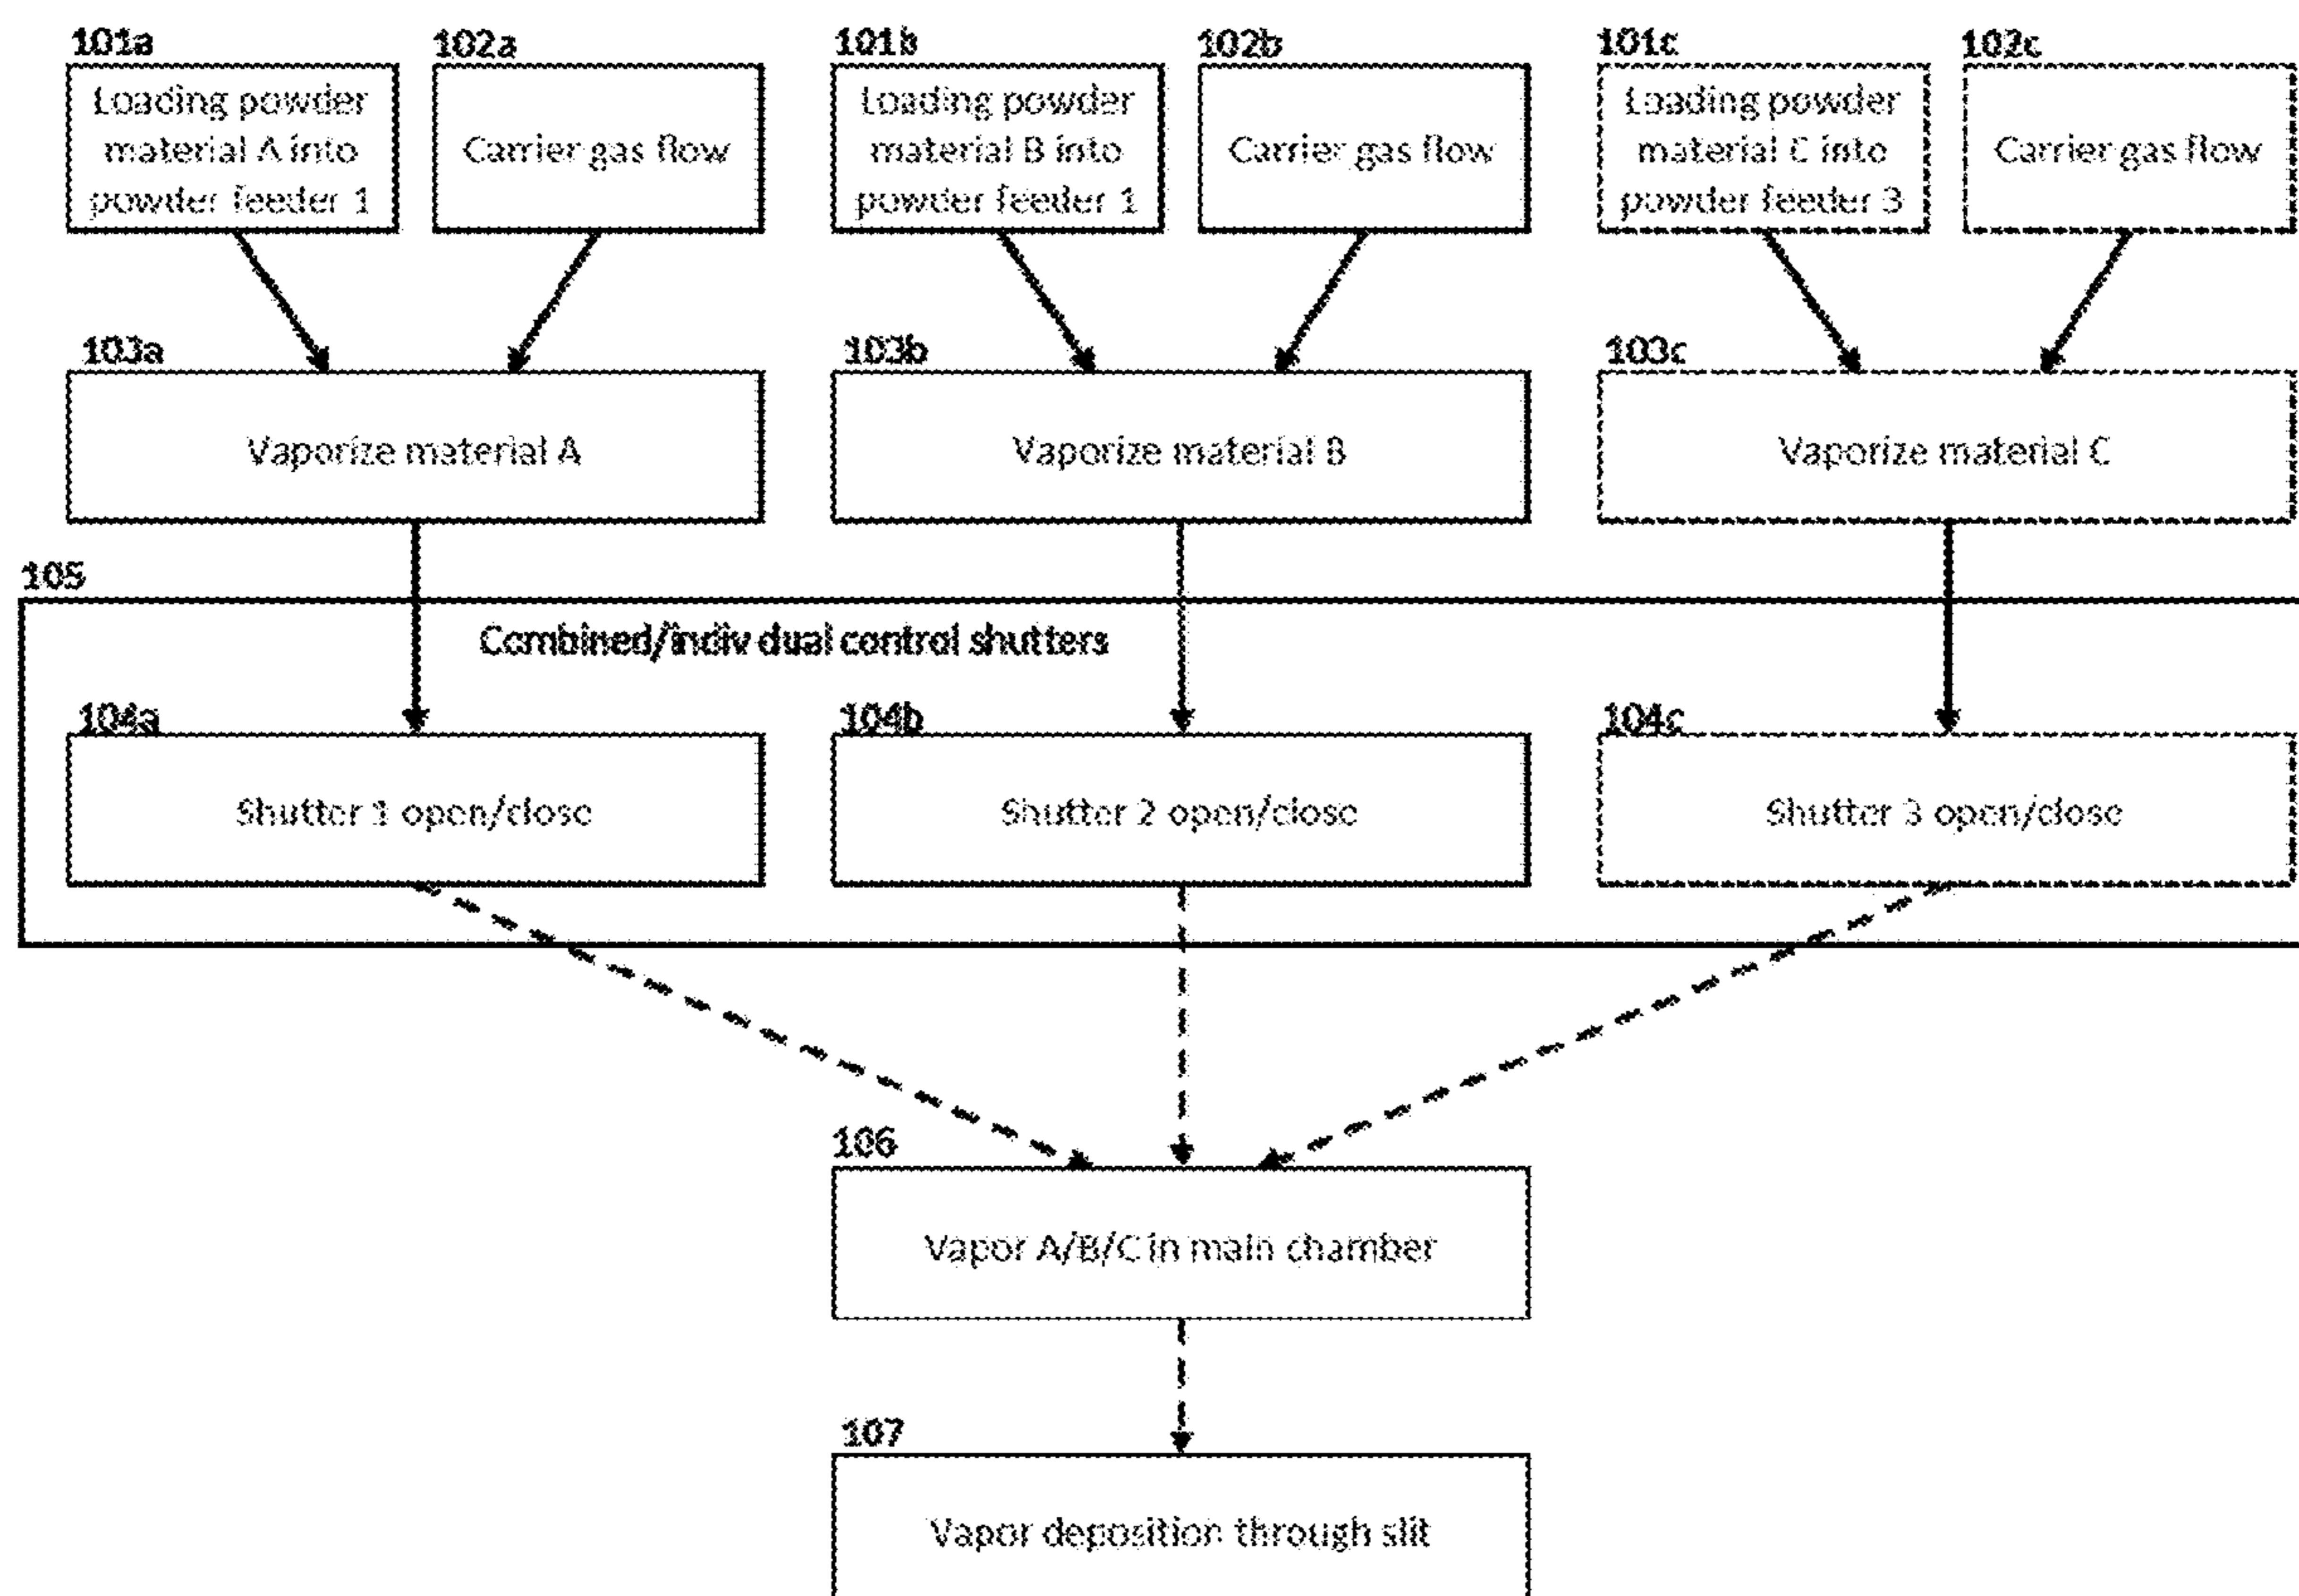 101a
102a
101b
102b
101c
102c
Loading powder
material A into
powder feeder 1
Carrier gas flow
Loading powder
material B into
powder feeder 1
Carrier gas flow
Loading powder
material C into
powder feeder 3
Carrier gas flow
103a
103b
103c
Vaporize material A
Vaporize material B
Vaporize material C
105
Combined/indiv dual control shutters
104a
104b
104c
Shutter 1 open/close
Shutter 2 open/close
Shutter 3 open/close
106
Vapor A/B/C in main chamber
107
Vapor deposition through slit